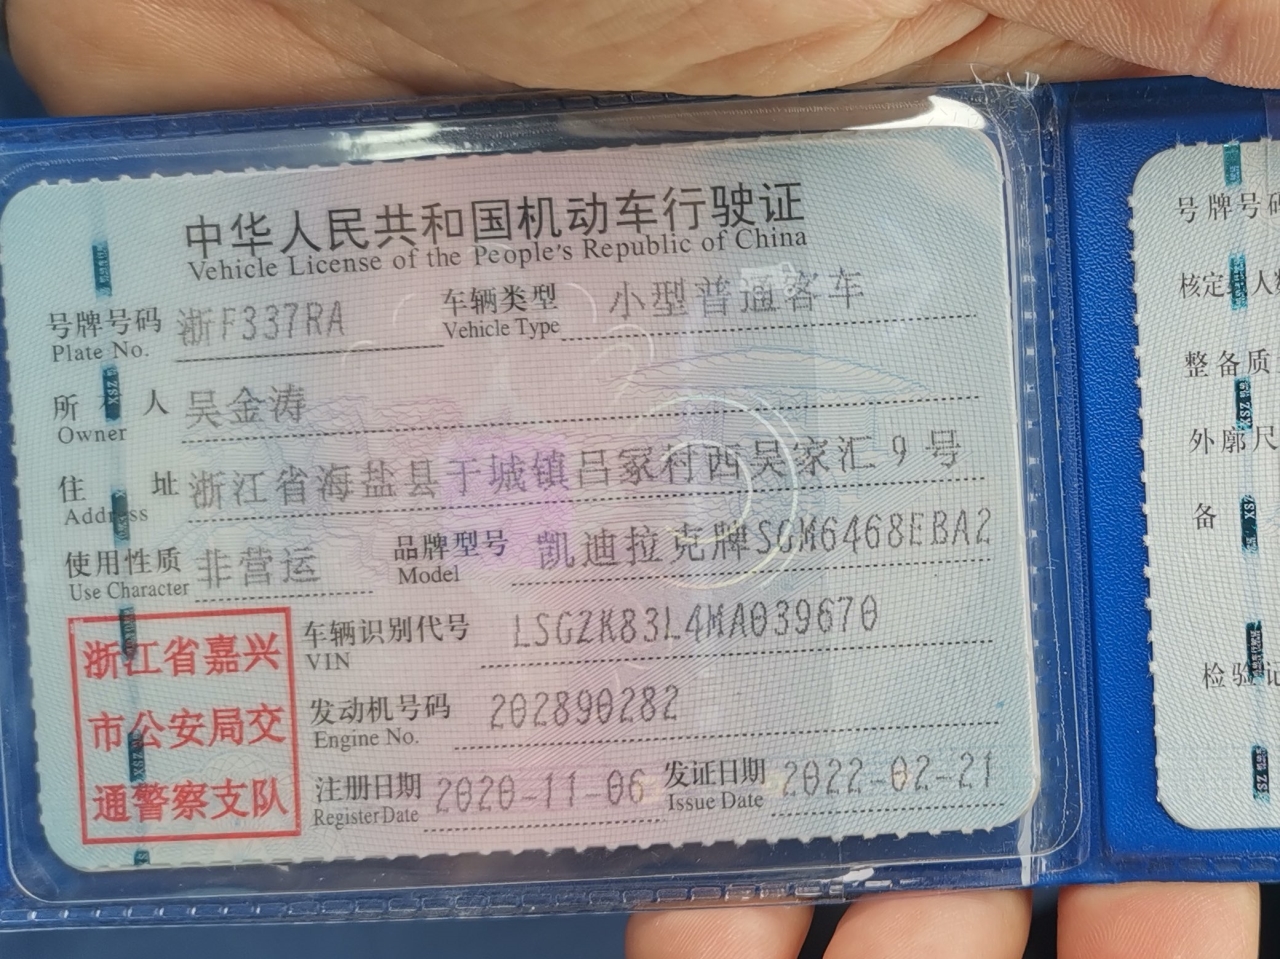 中华人民共和国机动车行驶证
Vehicle License of the People's Republic of China
号牌号码 浙F337RA 车辆类型 小型普通客车
Plate No. Vehicle Type
所 有 人 吴金涛
Owner
住 址 浙江省海盐县于城镇吕冢村西吴家汇9号
Address
使用性质 非营运 品牌型号 凯迪拉克牌SGM6468EBA2
Use Character Model
车辆识别代号 LSGZK83L4MA039670
VIN
发动机号码 202890282
Engine No.
注册日期 2020-11-06 发证日期 2022-02-21
Register Date Issue Date
浙江省嘉兴
市公安局交
通警察支队
号牌号码
核定 人数
整备质
外廓尺
备
检验记
XSZ